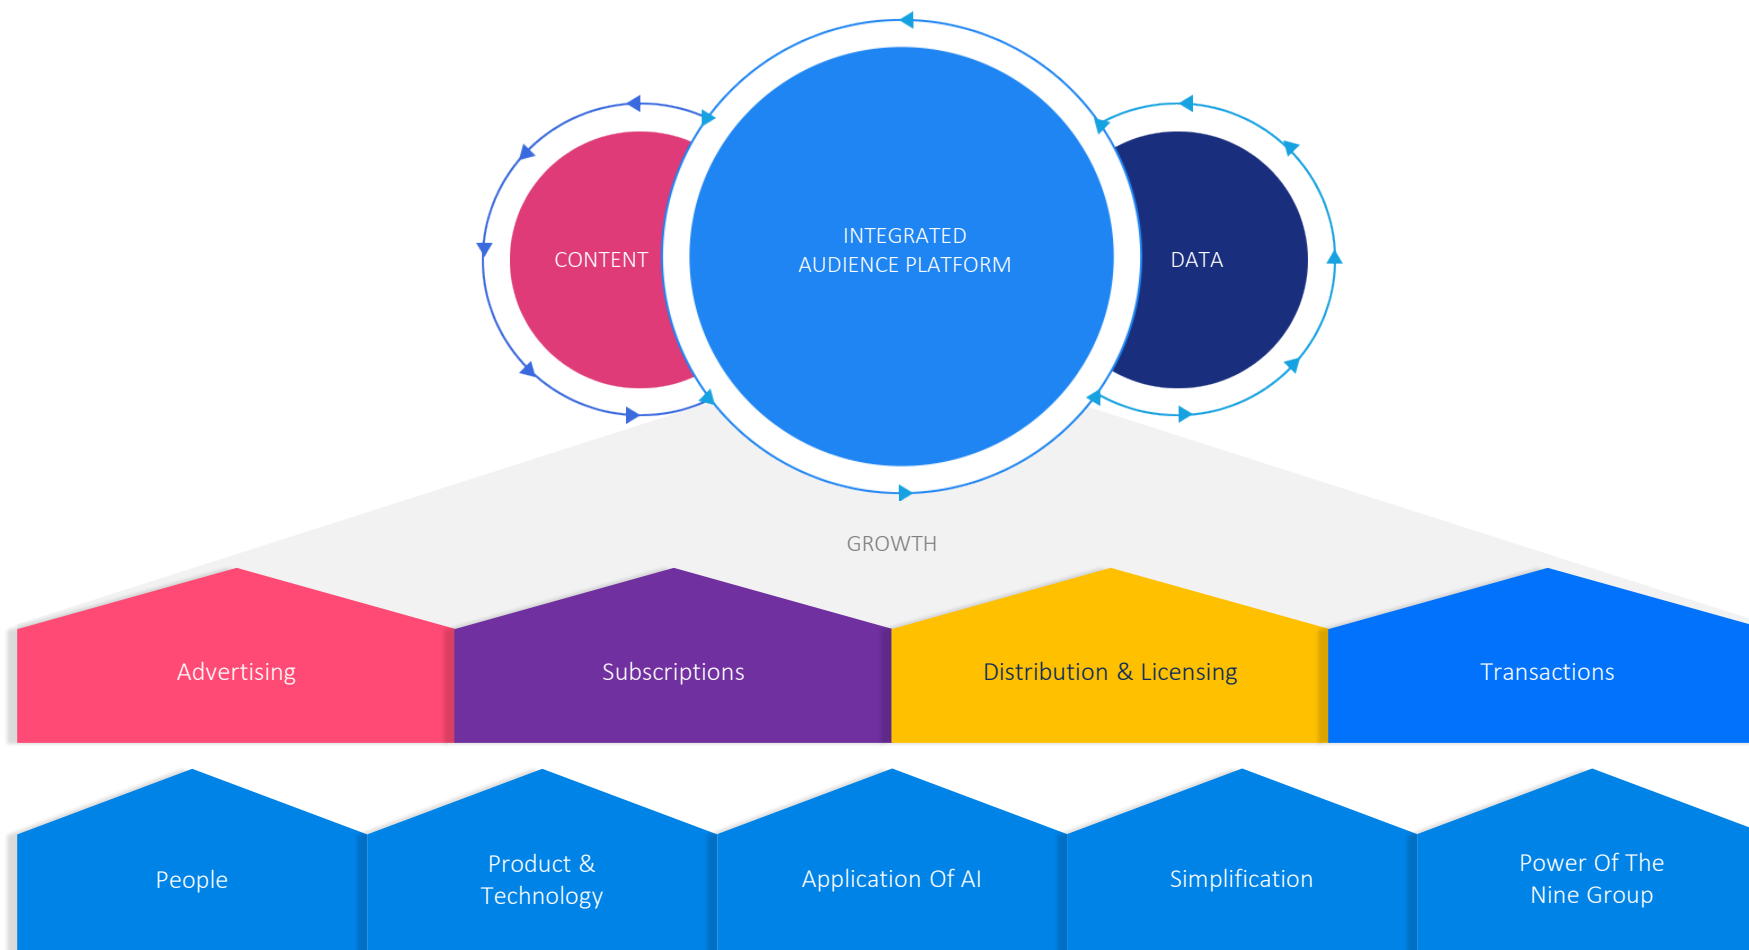 INTEGRATED
AUDIENCE PLATFORM
CONTENT
DATA
GROWTH
Advertising
Subscriptions
Distribution & Licensing
Transactions
People
Product &
Technology
Application Of AI
Simplification
Power Of The
Nine Group